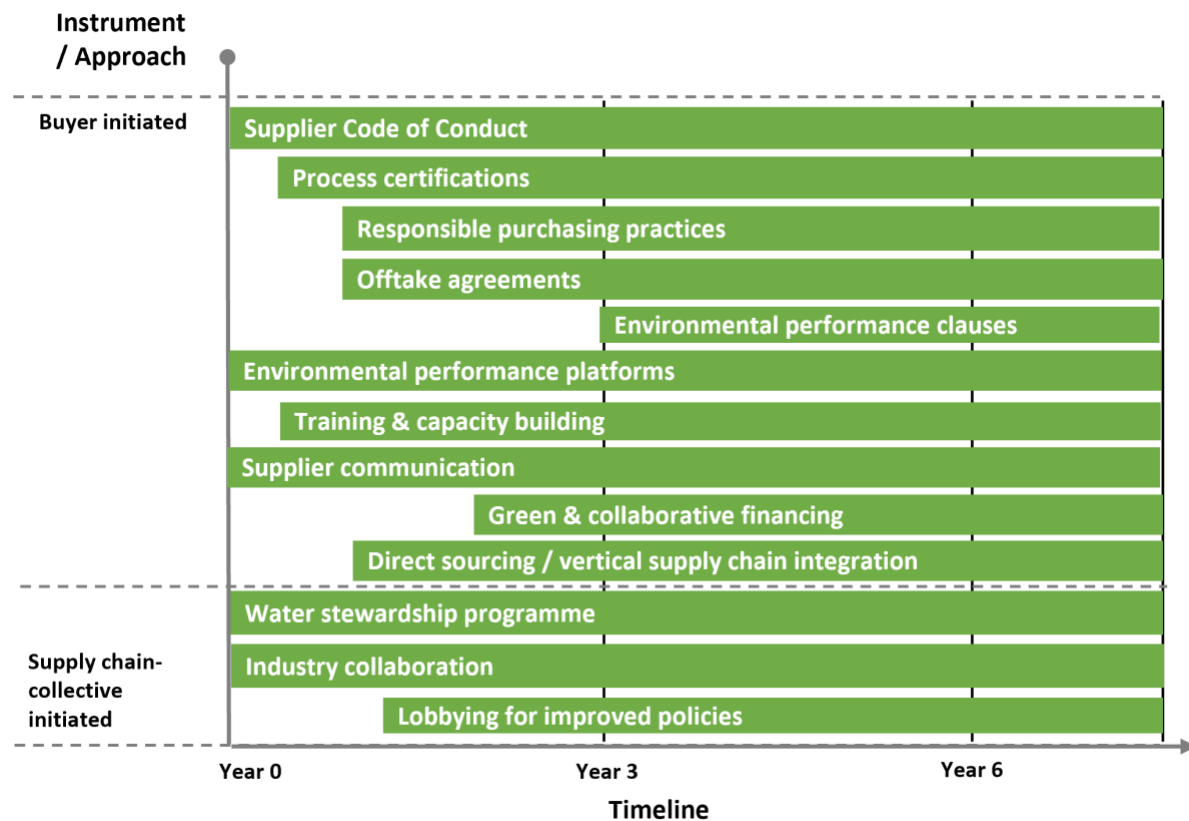 Instrument
/ Approach
Buyer initiated
Supplier Code of Conduct
Process certifications
Responsible purchasing practices
Offtake agreements
Environmental performance clauses
Environmental performance platforms
Training & capacity building
Supplier communication
Green & collaborative financing
Direct sourcing / vertical supply chain integration
Water stewardship programme
Supply chain-
collective
initiated
Industry collaboration
Lobbying for improved policies
Year 0
Year 3
Year 6
Timeline